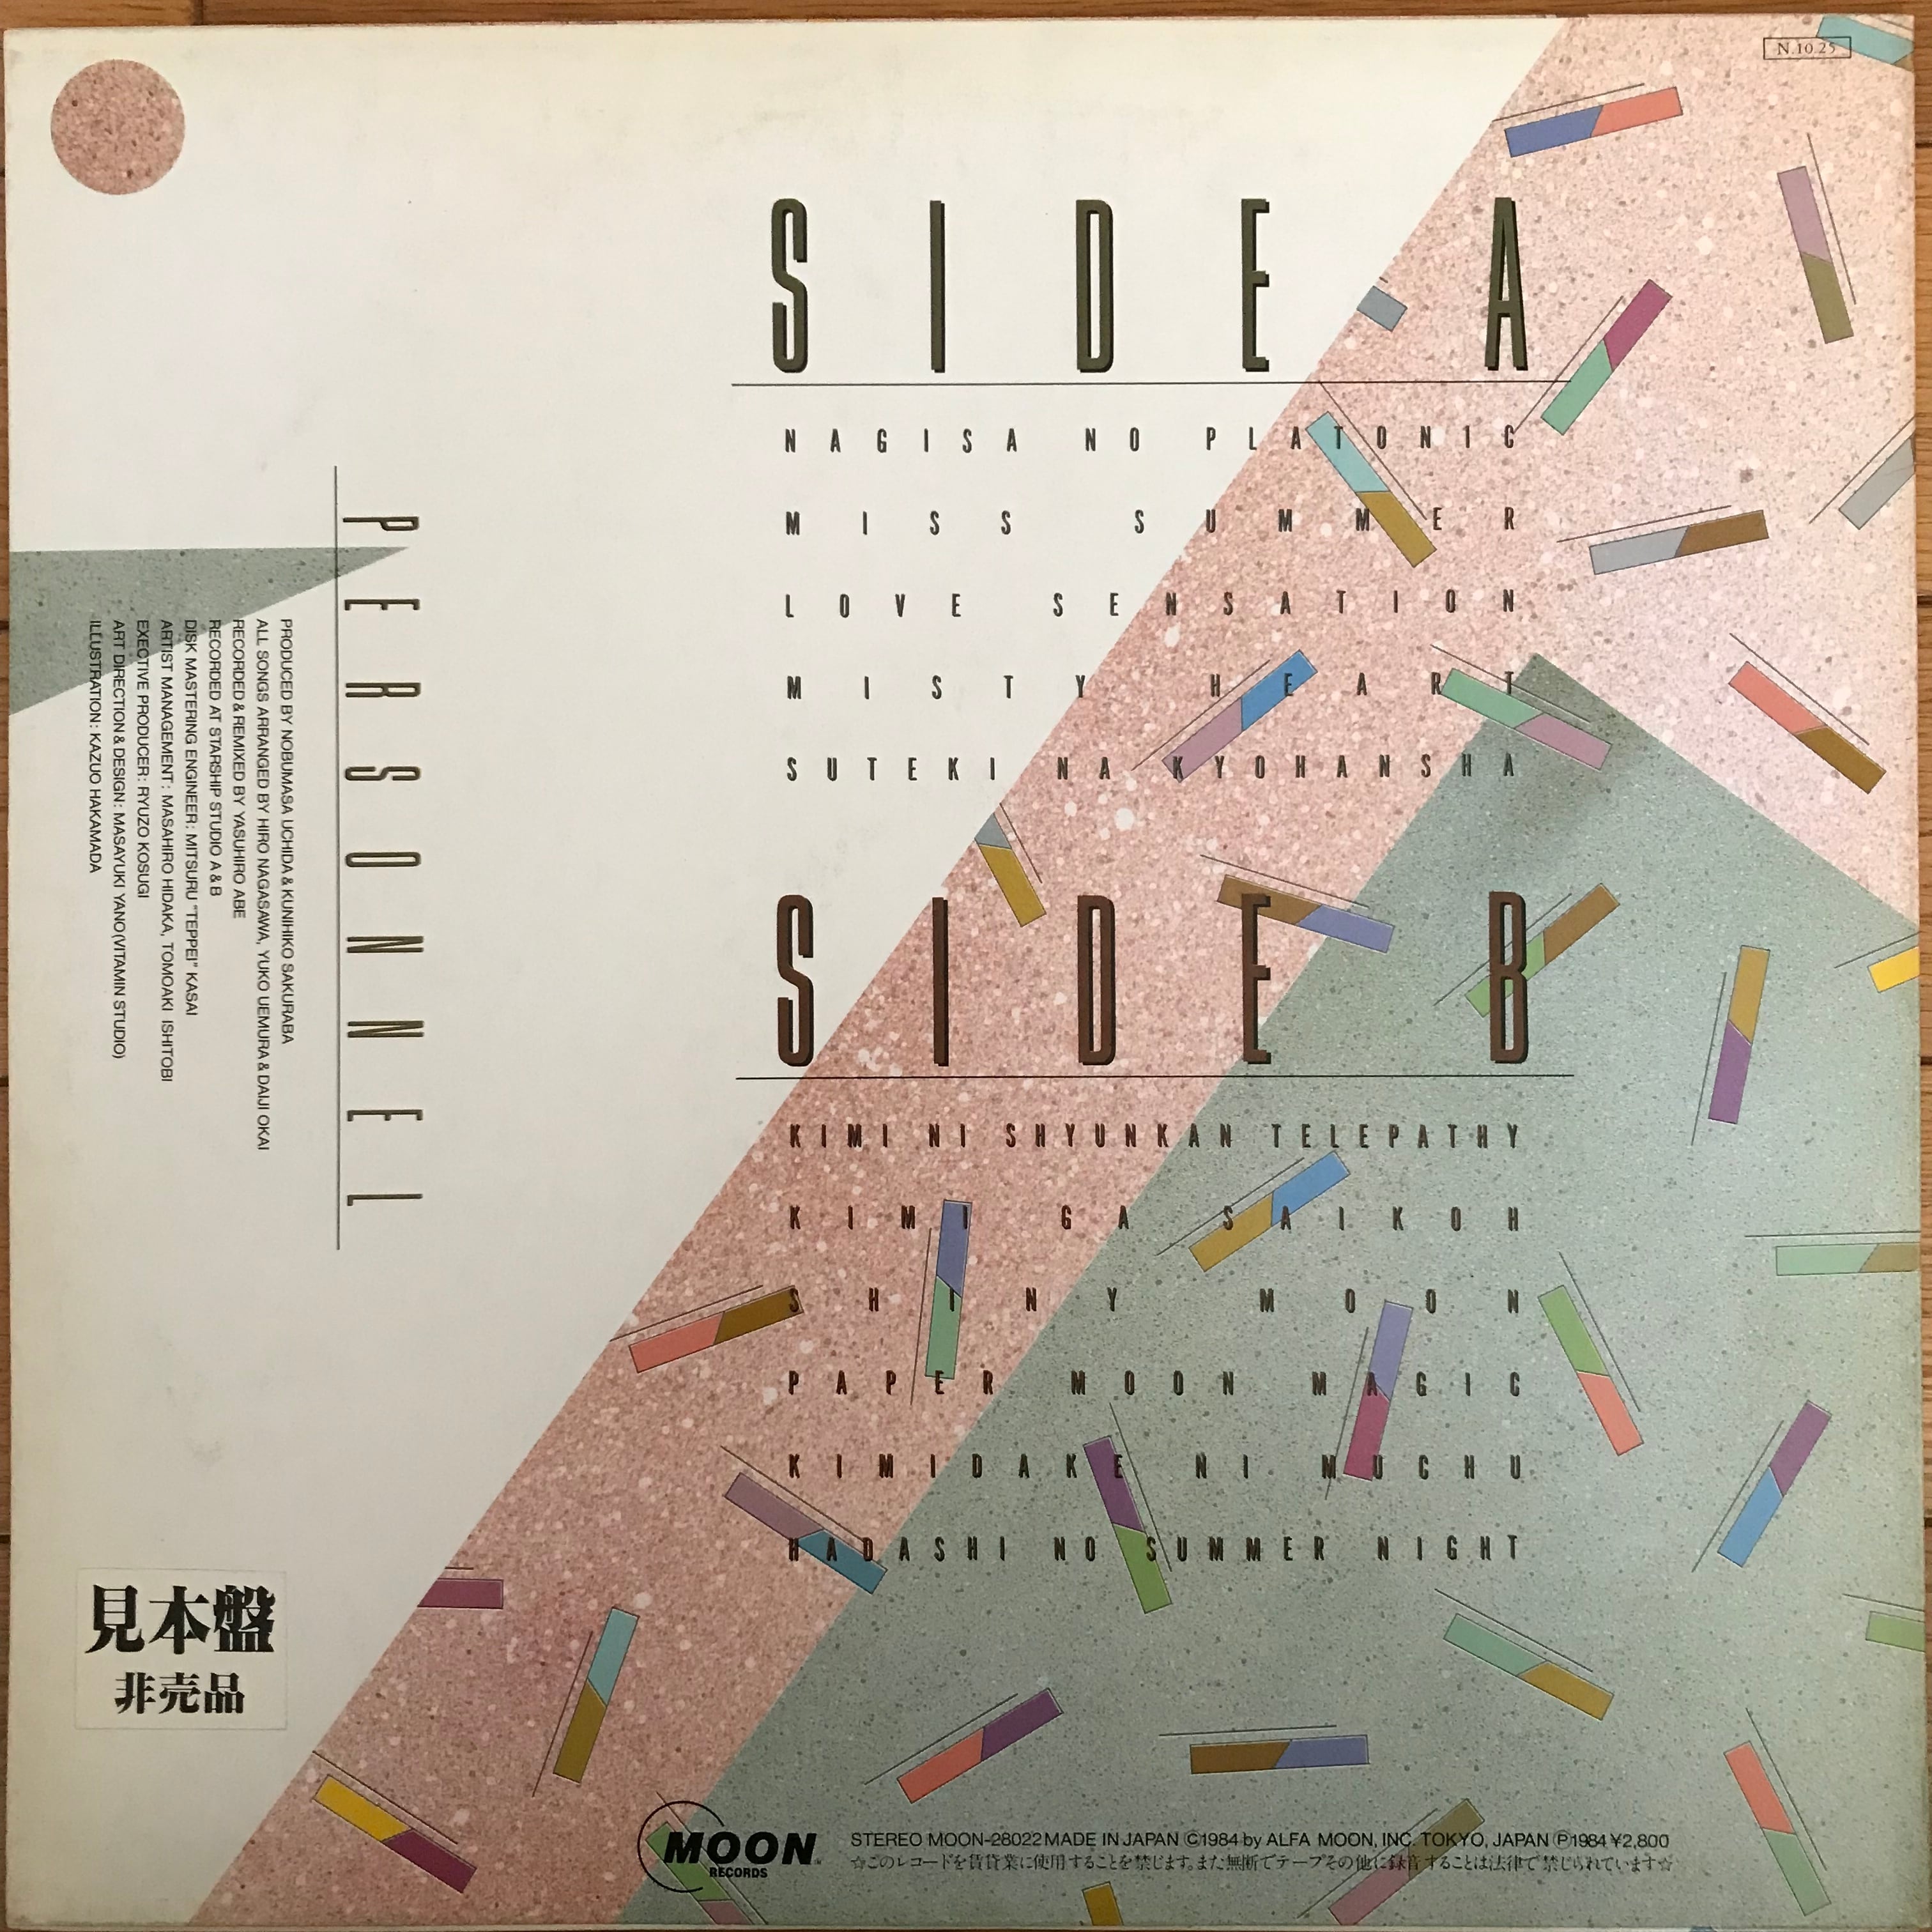 N.10.25
SIDE A
NAGISA NO PLATONIC
MISS SUMMER
LOVE SENSATION
MISTY HEART
SUTEKI NA KYOHANSHA
SIDE B
KIMI NI SHYUNKAN TELEPATHY
KIMI GA SAIKOH
SHINY MOON
PAPER MOON MAGIC
KIMIDAKE NI MUCHU
HADASHI NO SUMMER NIGHT
PERSONNEL
PRODUCED BY NOBUMASA UCHIDA & KUNIHIKO SAKURABA
ALL SONGS ARRANGED BY HIRO NAGASAWA, YUKO UEMURA & DAIJI OKAI
RECORDED & REMIXED BY YASUHIRO ABE
RECORDED AT STARSHIP STUDIO A & B
DISK MASTERING ENGINEER: MITSURU "TEPPEI" KASAI
ARTIST MANAGEMENT: MASAHIRO HIDAKA, TOMOAKI ISHITOBI
EXECTIVE PRODUCER: RYUZO KOSUGI
ART DIRECTION & DESIGN: MASAYUKI YANO (VITAMIN STUDIO)
ILLUSTRATION: KAZUO HAKAMADA
見本盤
非売品
MOON
RECORDS
STEREO MOON-28022 MADE IN JAPAN Ⓒ1984 by ALFA MOON, INC. TOKYO, JAPAN Ⓟ1984 ¥2,800
☆このレコードを賃貸業に使用することを禁じます。また無断でテープその他に録音することは法律で禁じられています☆